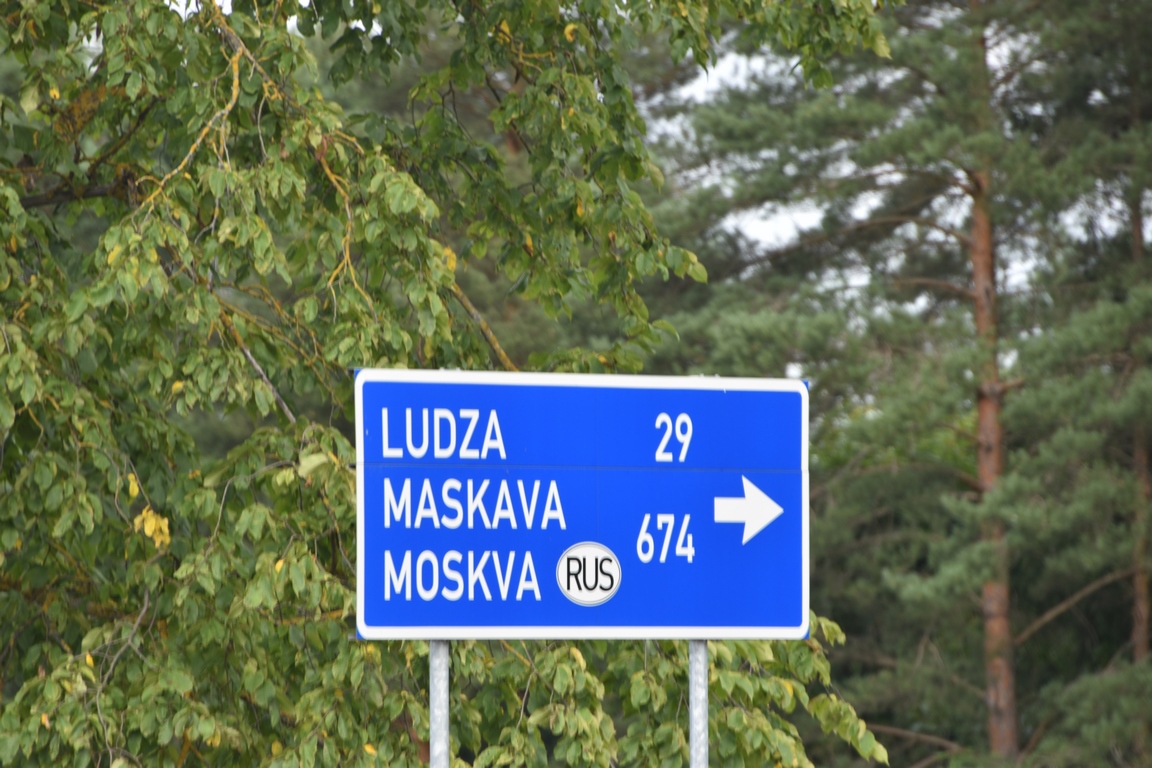 LUDZA 29
MASKAVA
674
MOSKVA RUS